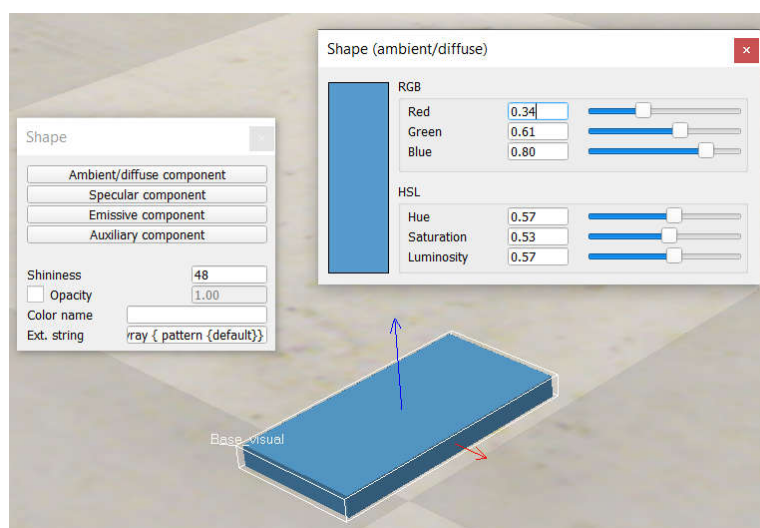 Shape (ambient/diffuse)
RGB
Red 0.34
Green 0.61
Blue 0.80
HSL
Hue 0.57
Saturation 0.53
Luminosity 0.57
Shape
Ambient/diffuse component
Specular component
Emissive component
Auxiliary component
Shininess 48
Opacity 1.00
Color name
Ext. string vray { pattern {default}}
Base_visual